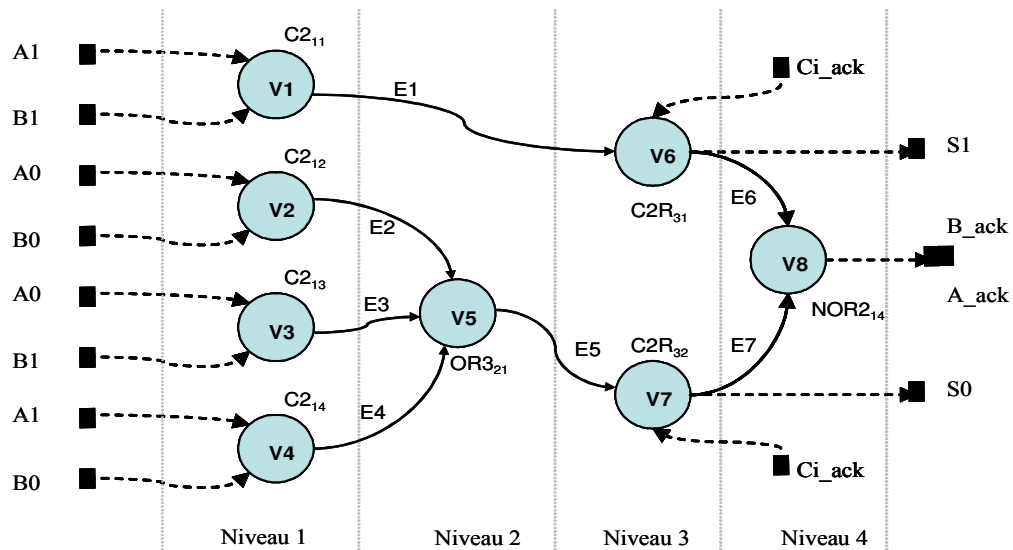 A1
C2₁₁
V1
E1
Ci_ack
B1
V6
S1
A0
C2₁₂
V2
E2
C2R₃₁
E6
B0
B_ack
V8
A0
C2₁₃
V3
E3
V5
A_ack
NOR2₁₄
B1
OR3₂₁
E5
C2R₃₂
E7
A1
C2₁₄
E4
V7
S0
V4
B0
Ci_ack
Niveau 1
Niveau 2
Niveau 3
Niveau 4